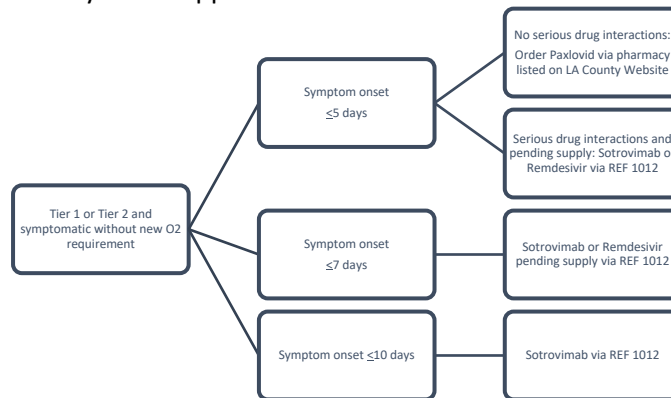 No serious drug interactions:
Order Paxlovid via pharmacy
listed on LA County Website
Symptom onset
≤5 days
Serious drug interactions and
pending supply: Sotrovimab o
Remdesivir via REF 1012
Tier 1 or Tier 2 and
symptomatic without new O2
requirement
Symptom onset
≤7 days
Sotrovimab or Remdesivir
pending supply via REF 1012
Symptom onset ≤10 days
Sotrovimab via REF 1012